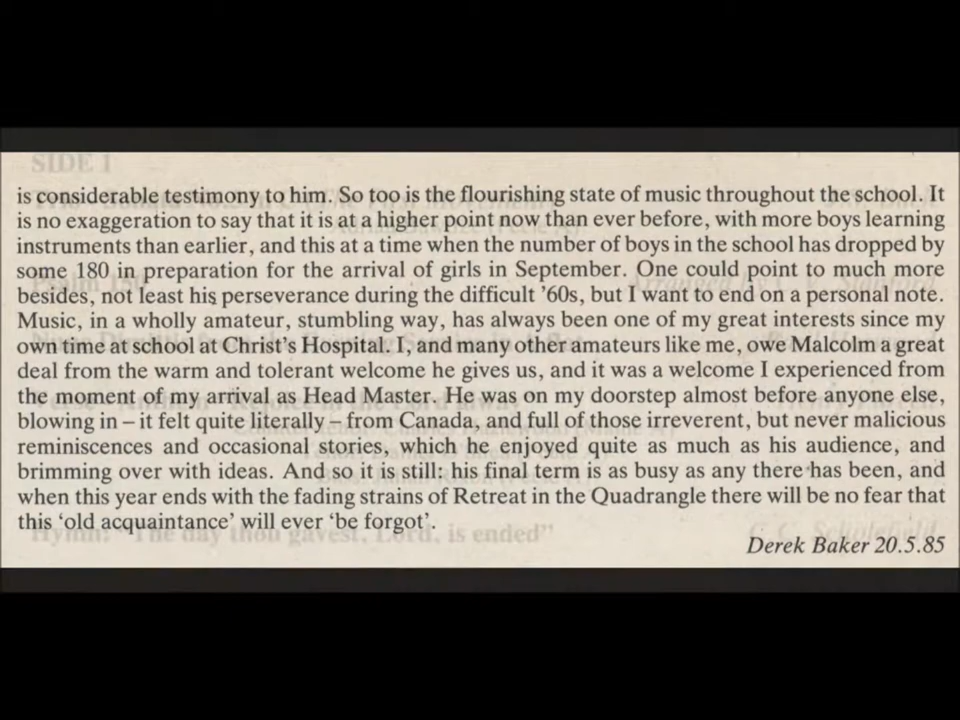 SIDE 1
is considerable testimony to him. So too is the flourishing state of music throughout the school. It
is no exaggeration to say that it is at a higher point now than ever before, with more boys learning
instruments than earlier, and this at a time when the number of boys in the school has dropped by
some 180 in preparation for the arrival of girls in September. One could point to much more
besides, not least his perseverance during the difficult ’60s, but I want to end on a personal note.
Music, in a wholly amateur, stumbling way, has always been one of my great interests since my
own time at school at Christ’s Hospital. I, and many other amateurs like me, owe Malcolm a great
deal from the warm and tolerant welcome he gives us, and it was a welcome I experienced from
the moment of my arrival as Head Master. He was on my doorstep almost before anyone else,
blowing in – it felt quite literally – from Canada, and full of those irreverent, but never malicious
reminiscences and occasional stories, which he enjoyed quite as much as his audience, and
brimming over with ideas. And so it is still: his final term is as busy as any there has been, and
when this year ends with the fading strains of Retreat in the Quadrangle there will be no fear that
this ‘old acquaintance’ will ever ‘be forgot’.
Hymn: "The day thou gavest, Lord, is ended"
Derek Baker 20.5.85